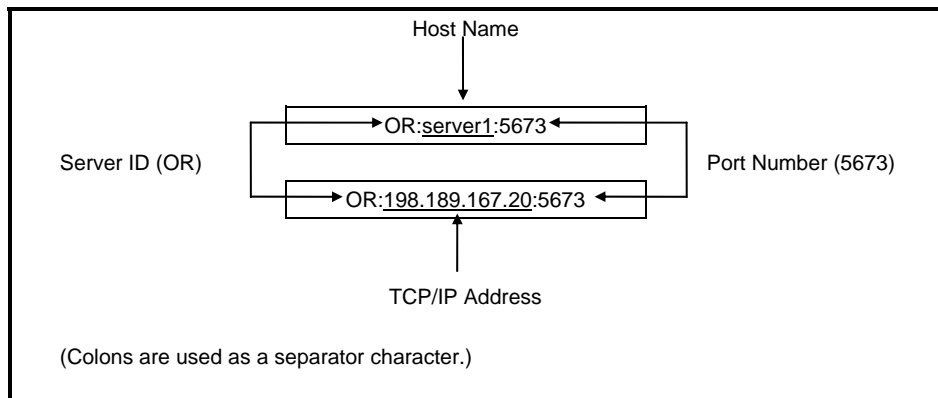 Host Name
OR:server1:5673
Server ID (OR)
Port Number (5673)
OR:198.189.167.20:5673
TCP/IP Address
(Colons are used as a separator character.)